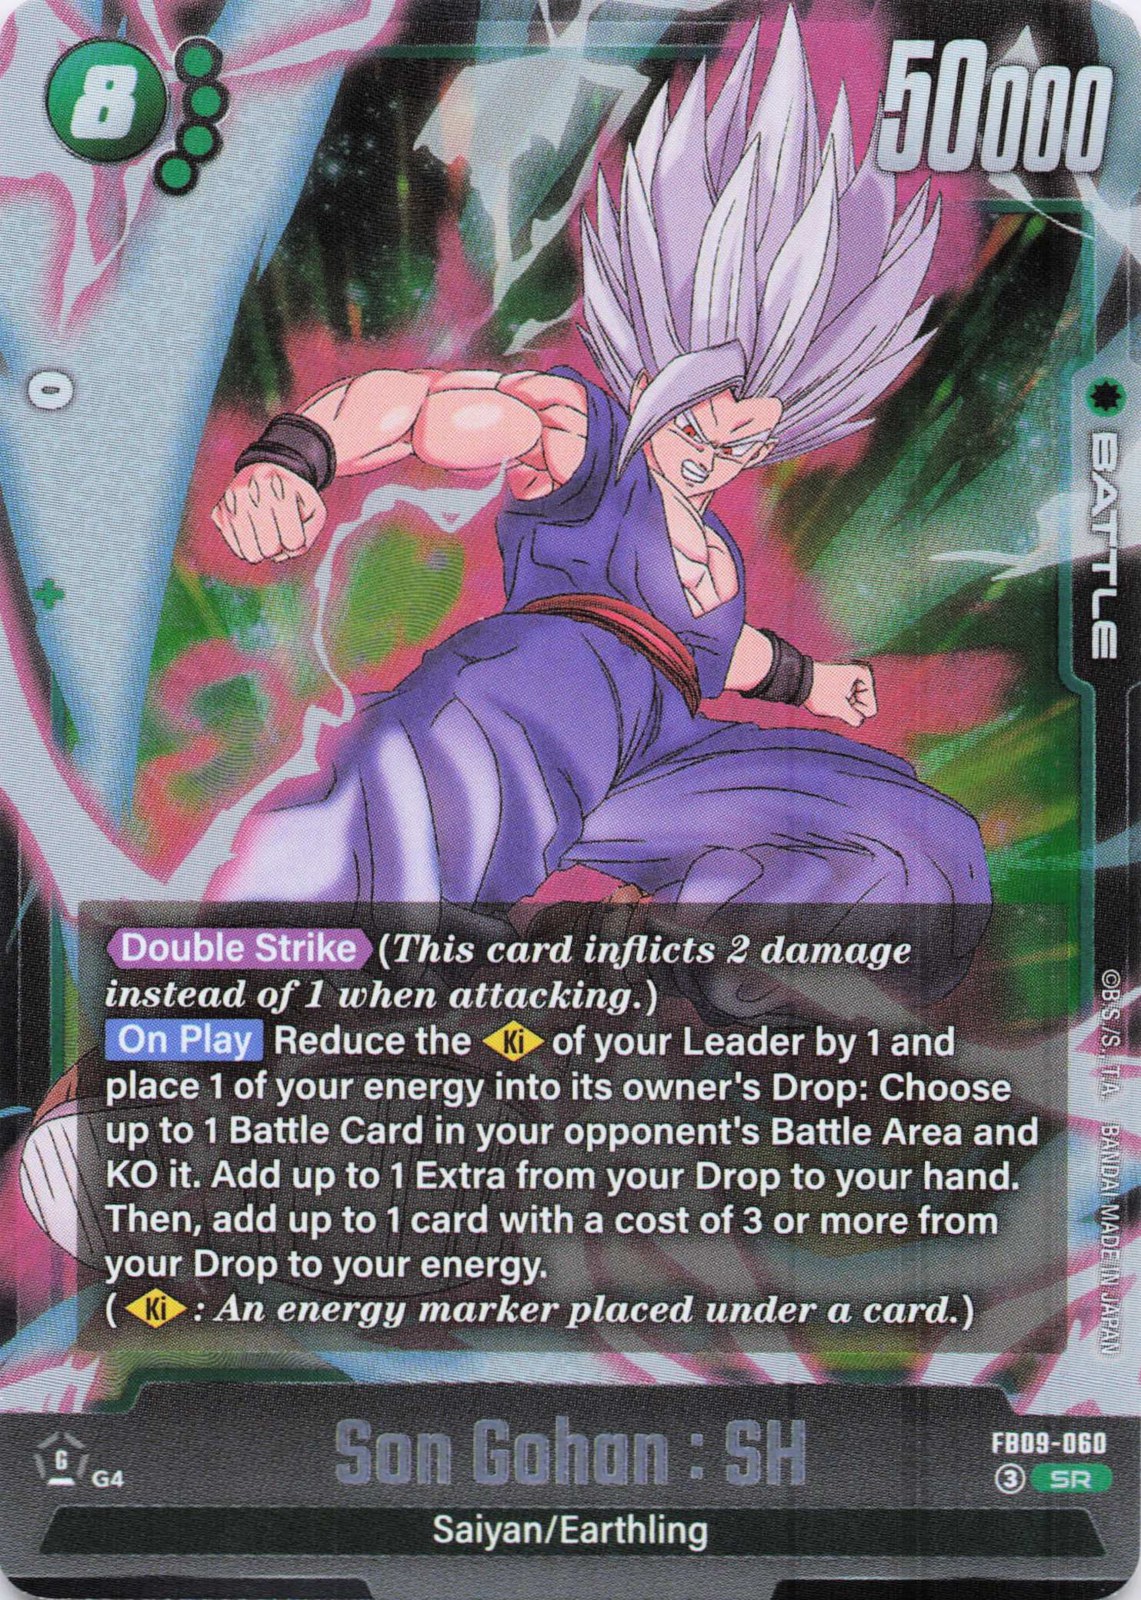 8
50000
0
+
BATTLE
Double Strike (This card inflicts 2 damage
instead of 1 when attacking.)
On Play Reduce the Ki of your Leader by 1 and
place 1 of your energy into its owner's Drop: Choose
up to 1 Battle Card in your opponent's Battle Area and
KO it. Add up to 1 Extra from your Drop to your hand.
Then, add up to 1 card with a cost of 3 or more from
your Drop to your energy.
( Ki : An energy marker placed under a card.)
©B.S./S., T.A. BANDAI MADE IN JAPAN
Son Gohan : SH
FB09-060
G
G4
3 SR
Saiyan/Earthling